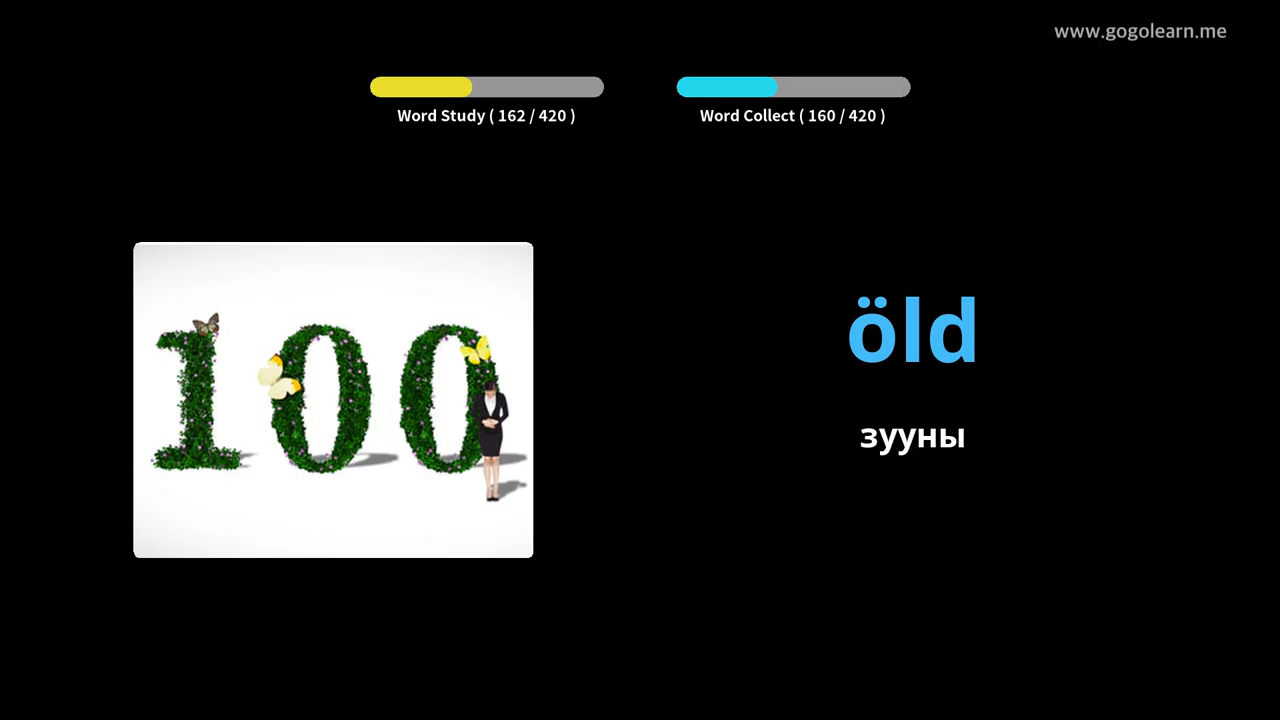 www.gogolearn.me
Word Study ( 162 / 420 )
Word Collect ( 160 / 420 )
100
öld
зууны